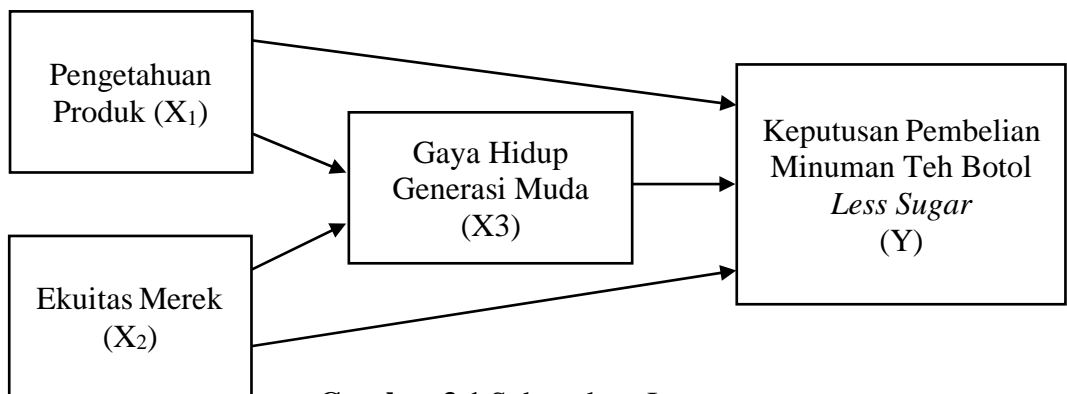 Pengetahuan
Produk (X₁)
Gaya Hidup
Generasi Muda
(X3)
Keputusan Pembelian
Minuman Teh Botol
Less Sugar
(Y)
Ekuitas Merek
(X₂)